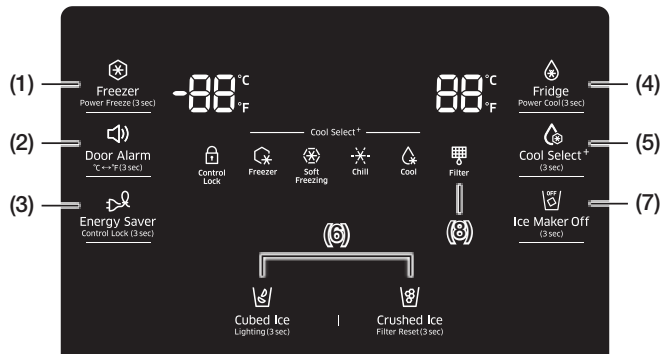 (1)
Freezer
Power Freeze (3 sec)
-88 °C
°F
88 °C
°F
(4)
Fridge
Power Cool (3 sec)
(2)
Door Alarm
°C ↔ °F (3 sec)
Cool Select+
Control
Lock
Freezer
Soft
Freezing
Chill
Cool
Filter
(5)
Cool Select+
(3 sec)
(3)
Energy Saver
Control Lock (3 sec)
(6)
(8)
(7)
OFF
Ice Maker Off
(3 sec)
Cubed Ice
Lighting (3 sec)
|
Crushed Ice
Filter Reset (3 sec)